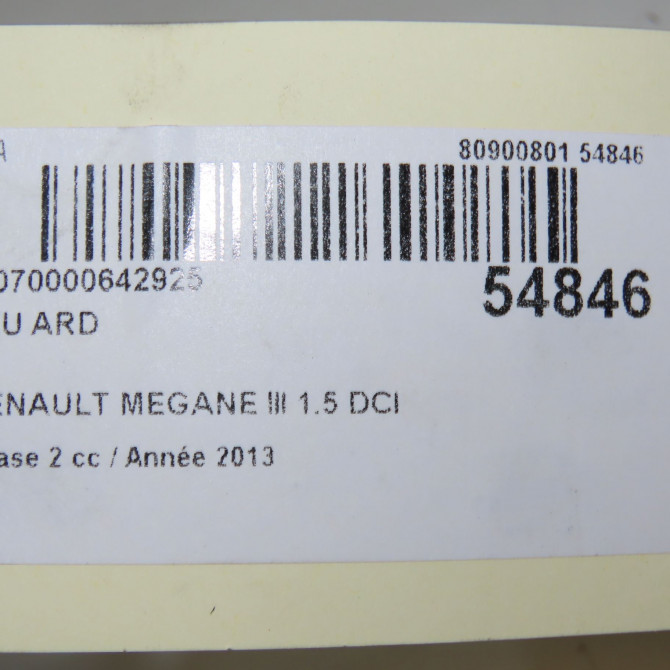 A 80900801 54846
070000642925
54846
U ARD
ENAULT MEGANE III 1.5 DCI
ase 2 cc / Année 2013